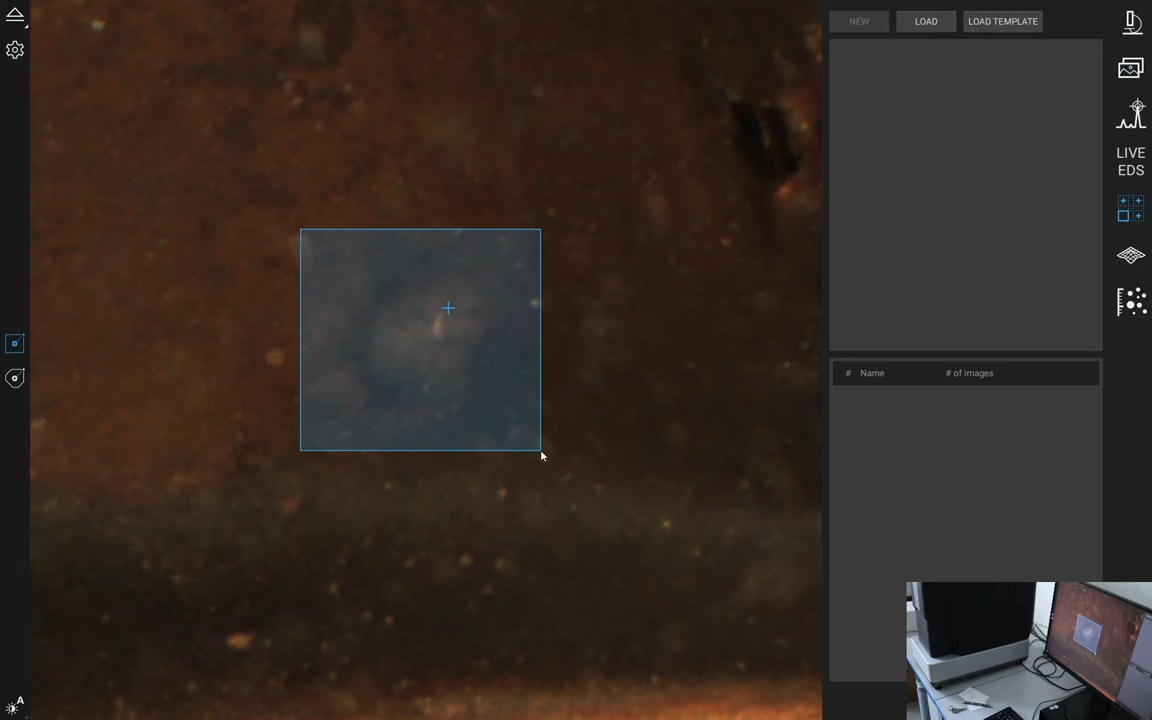 NEW LOAD LOAD TEMPLATE
LIVE
EDS
# Name # of images
A